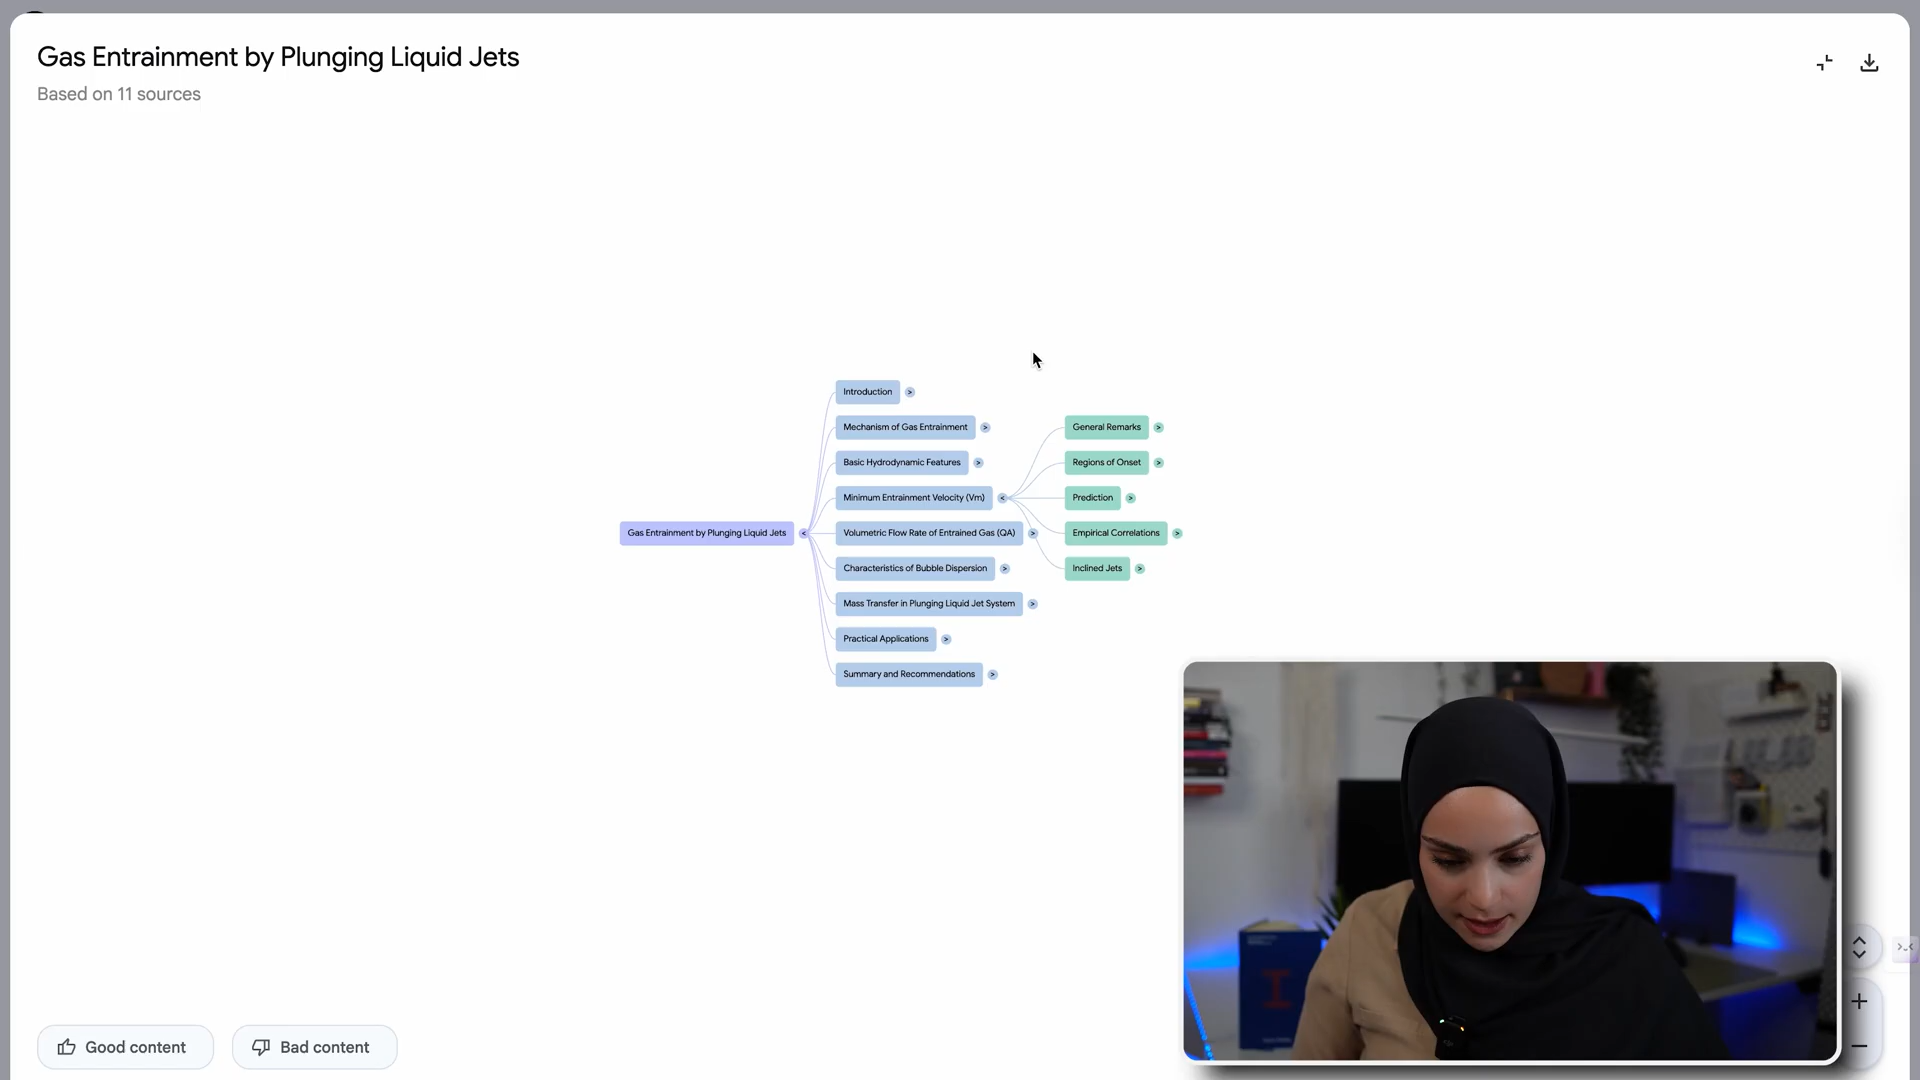 Gas Entrainment by Plunging Liquid Jets
Based on 11 sources
Introduction
Mechanism of Gas Entrainment
Basic Hydrodynamic Features
Minimum Entrainment Velocity (Vm)
Gas Entrainment by Plunging Liquid Jets
Volumetric Flow Rate of Entrained Gas (QA)
Characteristics of Bubble Dispersion
Mass Transfer in Plunging Liquid Jet System
Practical Applications
Summary and Recommendations
General Remarks
Regions of Onset
Prediction
Empirical Correlations
Inclined Jets
Good content
Bad content